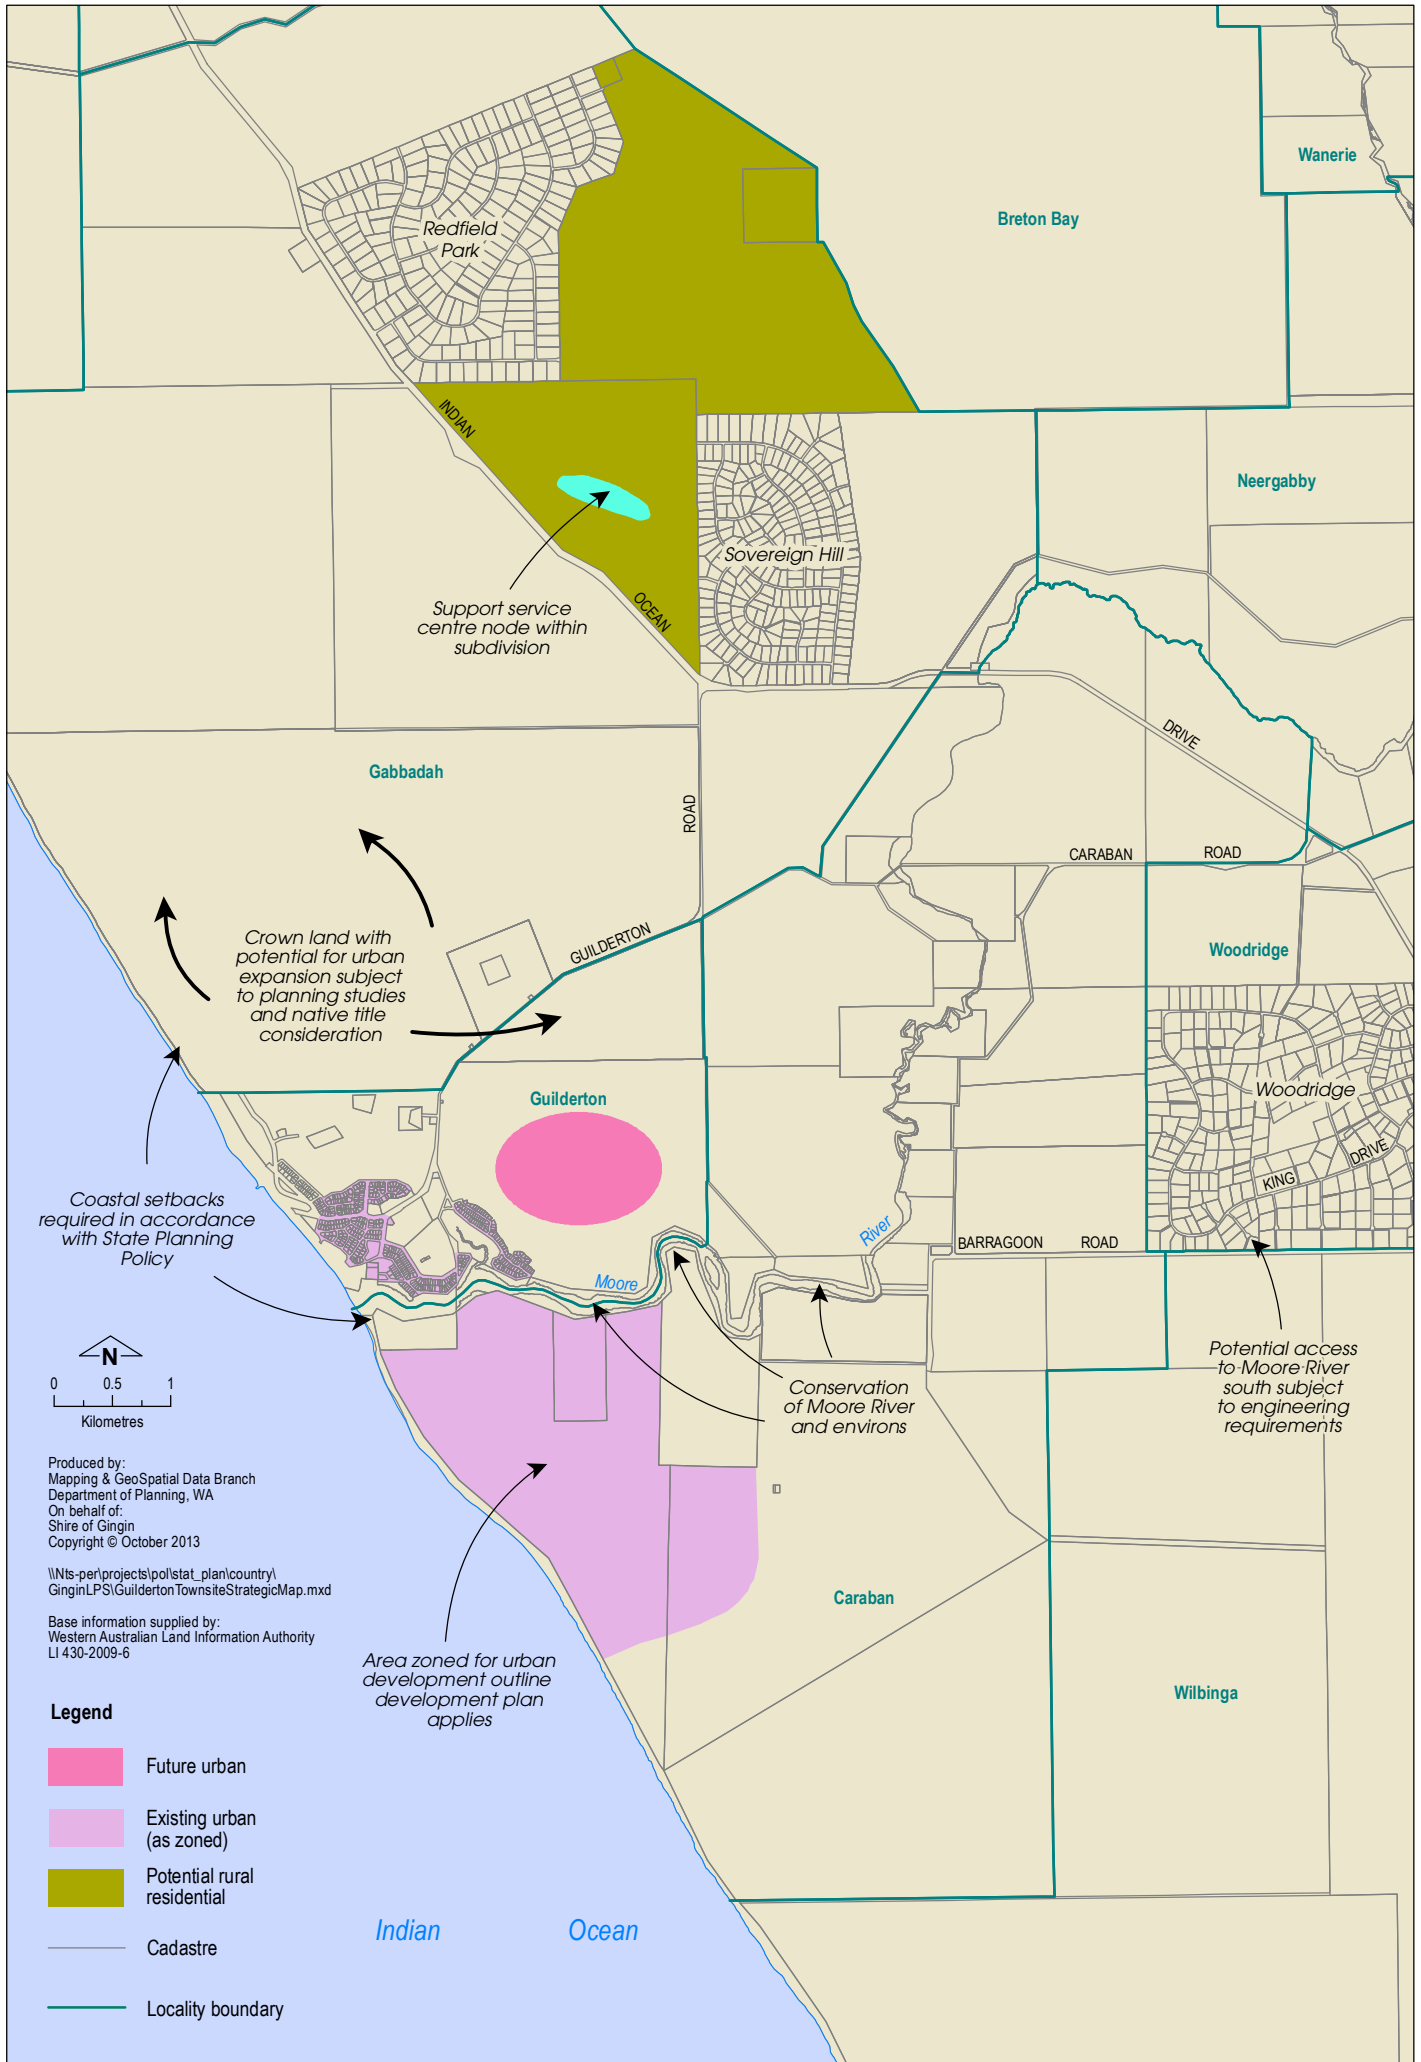 Wanerie
Breton Bay
Redfield
Park
INDIAN
Neergabby
Sovereign Hill
Support service
centre node within
subdivision
OCEAN
DRIVE
Gabbadah
ROAD
CARABAN
ROAD
Crown land with
potential for urban
expansion subject
to planning studies
and native title
consideration
GUILDERTON
Woodridge
Woodridge
Guilderton
KING
DRIVE
Coastal setbacks
required in accordance
with State Planning
Policy
River
BARRAGOON
ROAD
Moore
N
0
0.5
1
Kilometres
Conservation
of Moore River
and environs
Potential access
to Moore River
south subject
to engineering
requirements
Produced by:
Mapping & GeoSpatial Data Branch
Department of Planning, WA
On behalf of:
Shire of Gingin
Copyright © October 2013
\\Nts-per\projects\pol\stat_plan\country\
GinginLPS\GuildertonTownsiteStrategicMap.mxd
Base information supplied by:
Western Australian Land Information Authority
LI 430-2009-6
Caraban
Area zoned for urban
development outline
development plan
applies
Wilbinga
Legend
Future urban
Existing urban
(as zoned)
Potential rural
residential
Cadastre
Locality boundary
Indian
Ocean